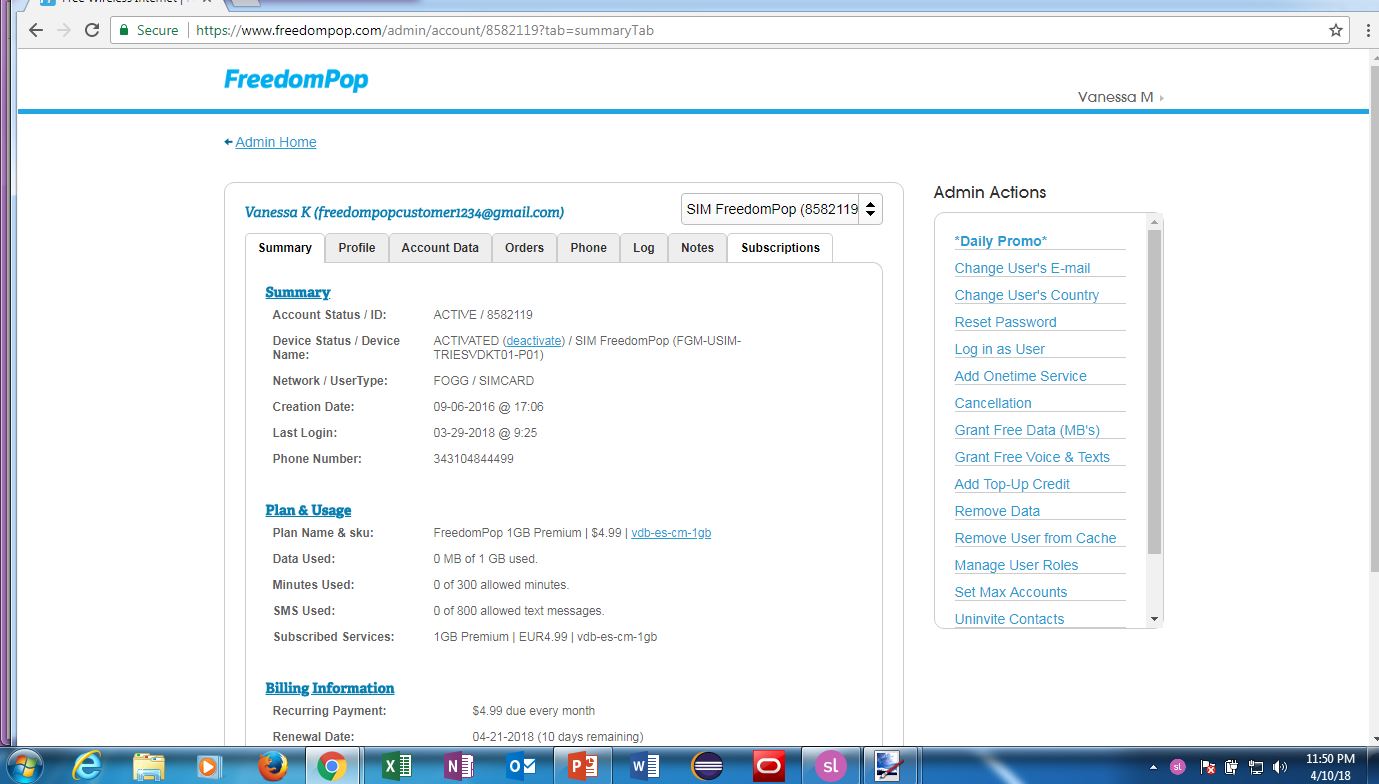 Free Wireless Internet |
Secure https://www.freedompop.com/admin/account/8582119?tab=summaryTab
FreedomPop
Vanessa M
Admin Home
Vanessa K (freedompopcustomer1234@gmail.com)
SIM FreedomPop (8582119
Summary Profile Account Data Orders Phone Log Notes Subscriptions
Summary
Account Status / ID: ACTIVE / 8582119
Device Status / Device ACTIVATED (deactivate) / SIM FreedomPop (FGM-USIM-
Name: TRIESVDKT01-P01)
Network / UserType: FOGG / SIMCARD
Creation Date: 09-06-2016 @ 17:06
Last Login: 03-29-2018 @ 9:25
Phone Number: 343104844499
Plan & Usage
Plan Name & sku: FreedomPop 1GB Premium | $4.99 | vdb-es-cm-1gb
Data Used: 0 MB of 1 GB used.
Minutes Used: 0 of 300 allowed minutes.
SMS Used: 0 of 800 allowed text messages.
Subscribed Services: 1GB Premium | EUR4.99 | vdb-es-cm-1gb
Billing Information
Recurring Payment: $4.99 due every month
Renewal Date: 04-21-2018 (10 days remaining)
Admin Actions
*Daily Promo*
Change User's E-mail
Change User's Country
Reset Password
Log in as User
Add Onetime Service
Cancellation
Grant Free Data (MB's)
Grant Free Voice & Texts
Add Top-Up Credit
Remove Data
Remove User from Cache
Manage User Roles
Set Max Accounts
Uninvite Contacts
sl
sl
11:50 PM
4/10/18